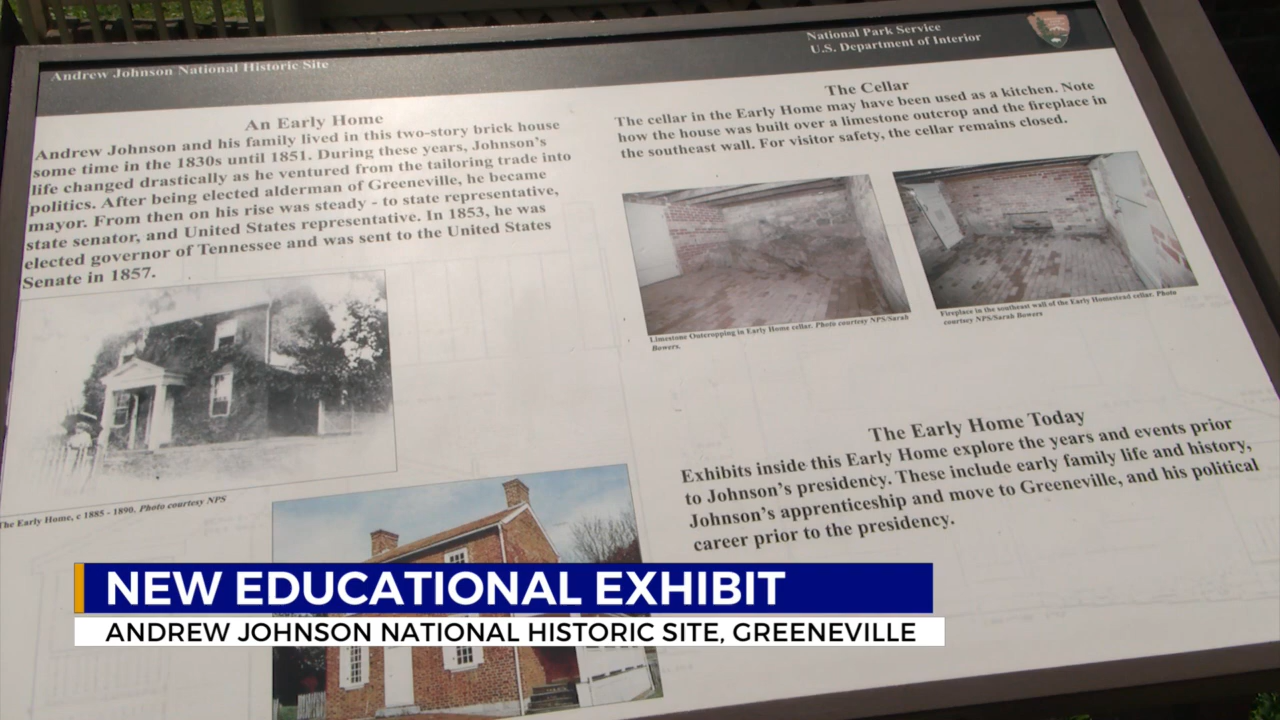 Andrew Johnson National Historic Site
National Park Service
U.S. Department of Interior
An Early Home
Andrew Johnson and his family lived in this two-story brick house
some time in the 1830s until 1851. During these years, Johnson's
life changed drastically as he ventured from the tailoring trade into
politics. After being elected alderman of Greeneville, he became
mayor. From then on his rise was steady - to state representative,
state senator, and United States representative. In 1853, he was
elected governor of Tennessee and was sent to the United States
Senate in 1857.
The Early Home, c 1885 - 1890. Photo courtesy NPS
The Cellar
The cellar in the Early Home may have been used as a kitchen. Note
how the house was built over a limestone outcrop and the fireplace in
the southeast wall. For visitor safety, the cellar remains closed.
Limestone Outcropping in Early Home cellar. Photo courtesy NPS/Sarah
Bowers.
Fireplace in the southeast wall of the Early Homestead cellar. Photo
courtesy NPS/Sarah Bowers
The Early Home Today
Exhibits inside this Early Home explore the years and events prior
to Johnson's presidency. These include early family life and history,
Johnson's apprenticeship and move to Greeneville, and his political
career prior to the presidency.
NEW EDUCATIONAL EXHIBIT
ANDREW JOHNSON NATIONAL HISTORIC SITE, GREENEVILLE